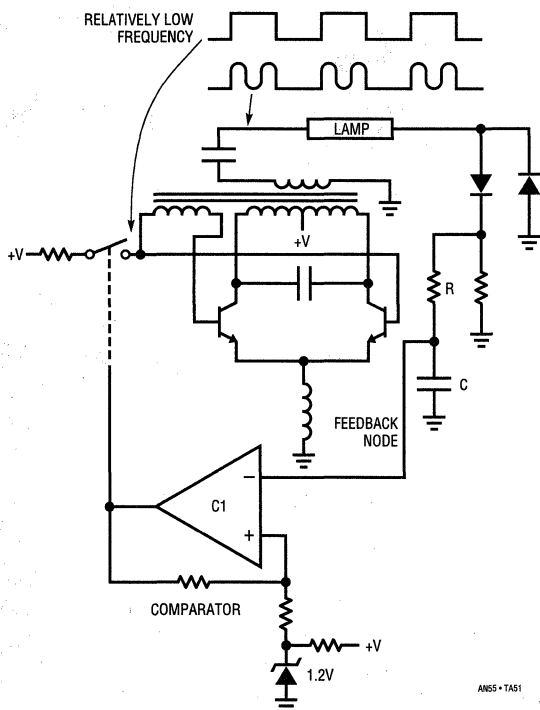 RELATIVELY LOW
FREQUENCY
LAMP
+V
+V
R
C
FEEDBACK
NODE
C1
−
+
COMPARATOR
+V
1.2V
AN55 • TA51